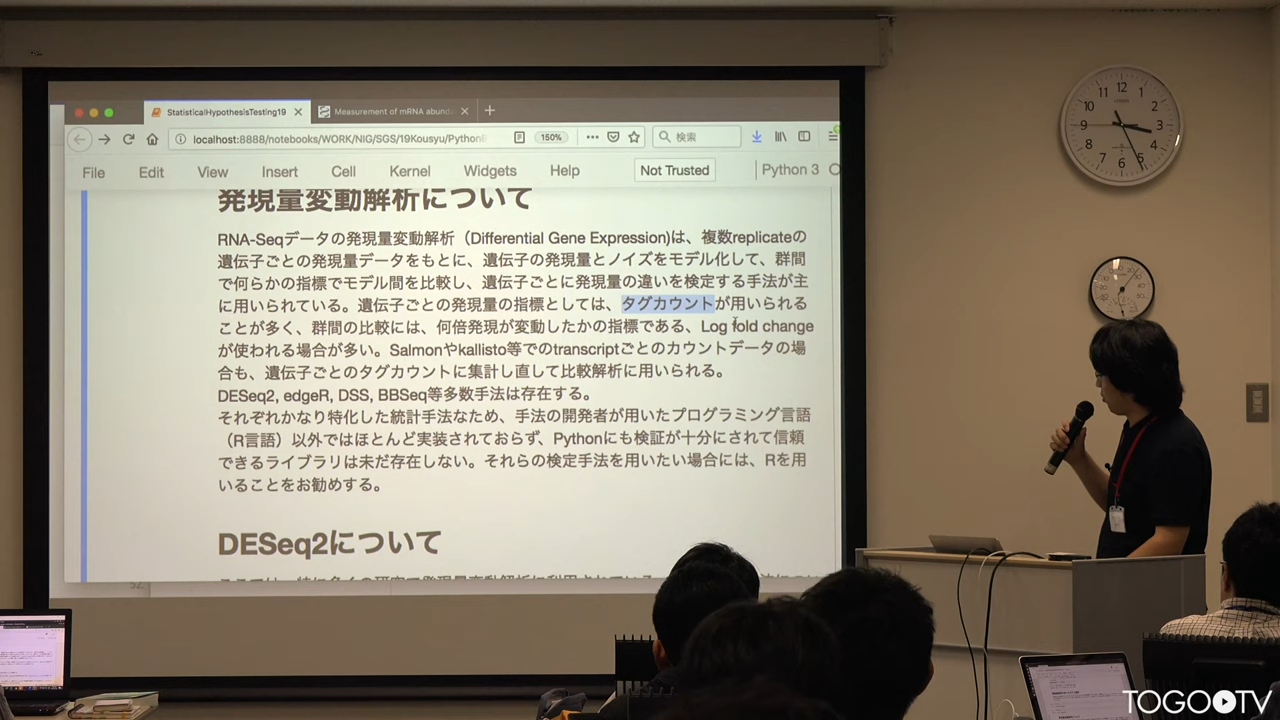 StatisticalHypothesisTesting19
Measurement of mRNA abund
localhost:8888/notebooks/WORK/NIG/SGS/19Kousyu/Python
150%
検索
File Edit View Insert Cell Kernel Widgets Help Not Trusted Python 3
発現量変動解析について
RNA-Seqデータの発現量変動解析（Differential Gene Expression)は、複数replicateの
遺伝子ごとの発現量データをもとに、遺伝子の発現量とノイズをモデル化して、群間
で何らかの指標でモデル間を比較し、遺伝子ごとに発現量の違いを検定する手法が主
に用いられている。遺伝子ごとの発現量の指標としては、タグカウントが用いられる
ことが多く、群間の比較には、何倍発現が変動したかの指標である、Log fold change
が使われる場合が多い。Salmonやkallisto等でのtranscriptごとのカウントデータの場
合も、遺伝子ごとのタグカウントに集計し直して比較解析に用いられる。
DESeq2, edgeR, DSS, BBSeq等多数手法は存在する。
それぞれかなり特化した統計手法なため、手法の開発者が用いたプログラミング言語
（R言語）以外ではほとんど実装されておらず、Pythonにも検証が十分にされて信頼
できるライブラリは未だ存在しない。それらの検定手法を用いたい場合には、Rを用
いることをお勧めする。
DESeq2について
12
1
2
3
4
5
6
7
8
9
10
11
CITIZEN
TOGOTV